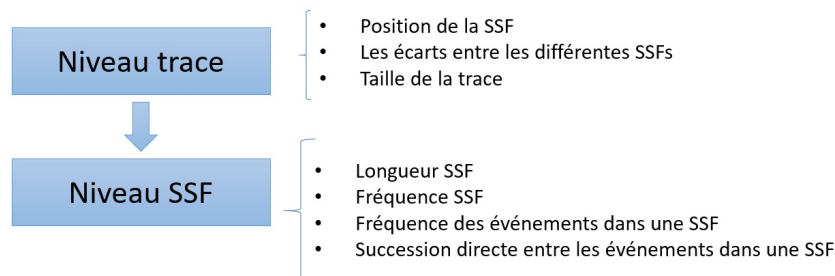 Niveau trace
• Position de la SSF
• Les écarts entre les différentes SSFs
• Taille de la trace
Niveau SSF
• Longueur SSF
• Fréquence SSF
• Fréquence des événements dans une SSF
• Succession directe entre les événements dans une SSF